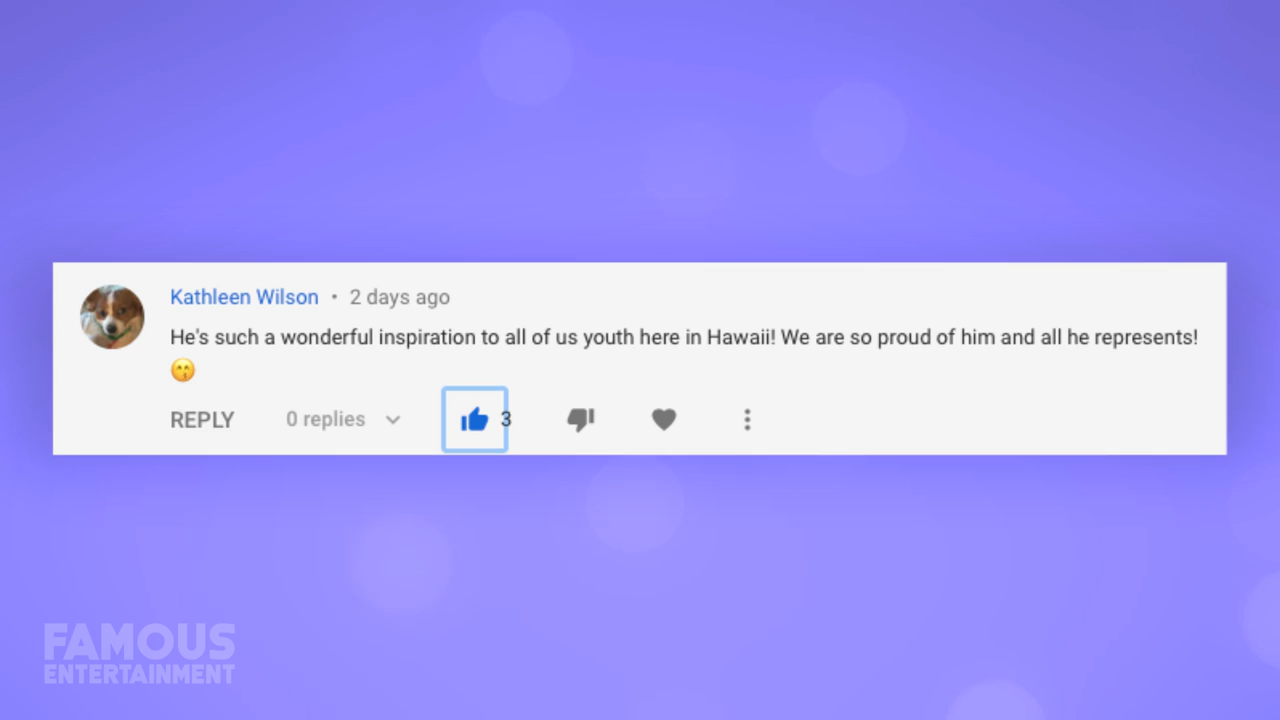 Kathleen Wilson • 2 days ago
He's such a wonderful inspiration to all of us youth here in Hawaii! We are so proud of him and all he represents!
😙
REPLY 0 replies 3
FAMOUS
ENTERTAINMENT